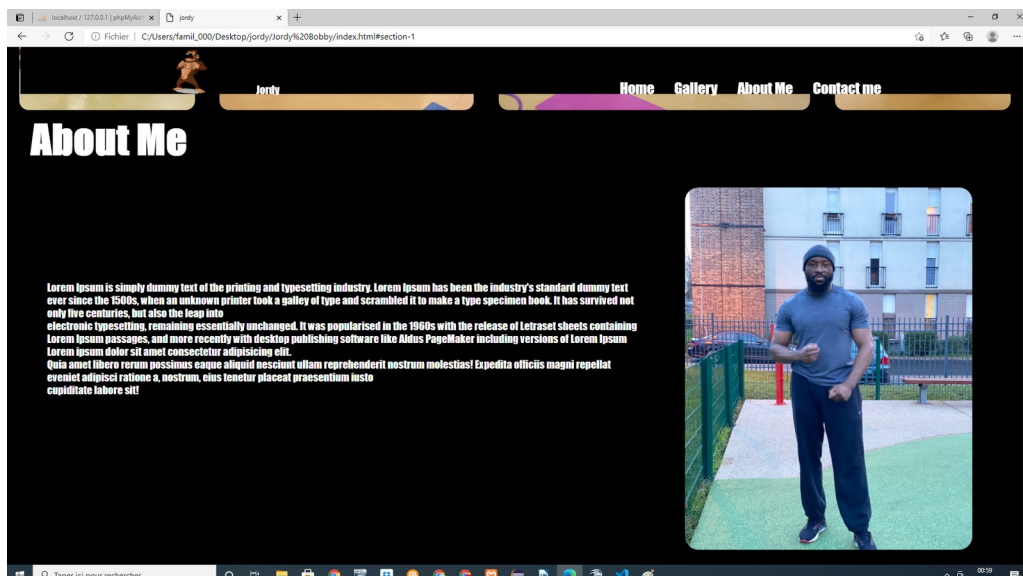 localhost / 127.0.0.1 | phpMyAd
jordy
Fichier
C:/Users/famil_000/Desktop/jordy/Jordy%20Bobby/index.html#section-1
Jordy
Home
Gallery
About Me
Contact me
About Me
Lorem Ipsum is simply dummy text of the printing and typesetting industry. Lorem Ipsum has been the industry's standard dummy text
ever since the 1500s, when an unknown printer took a galley of type and scrambled it to make a type specimen book. It has survived not
only five centuries, but also the leap into
electronic typesetting, remaining essentially unchanged. It was popularised in the 1960s with the release of Letraset sheets containing
Lorem Ipsum passages, and more recently with desktop publishing software like Aldus PageMaker including versions of Lorem Ipsum
Lorem ipsum dolor sit amet consectetur adipisicing elit.
Quia amet libero rerum possimus eaque aliquid nesciunt ullam reprehenderit nostrum molestias! Expedita officiis magni repellat
eveniet adipisci ratione a, nostrum, eius tenetur placeat praesentium iusto
cupiditate labore sit!
Taper ici pour rechercher
00:59